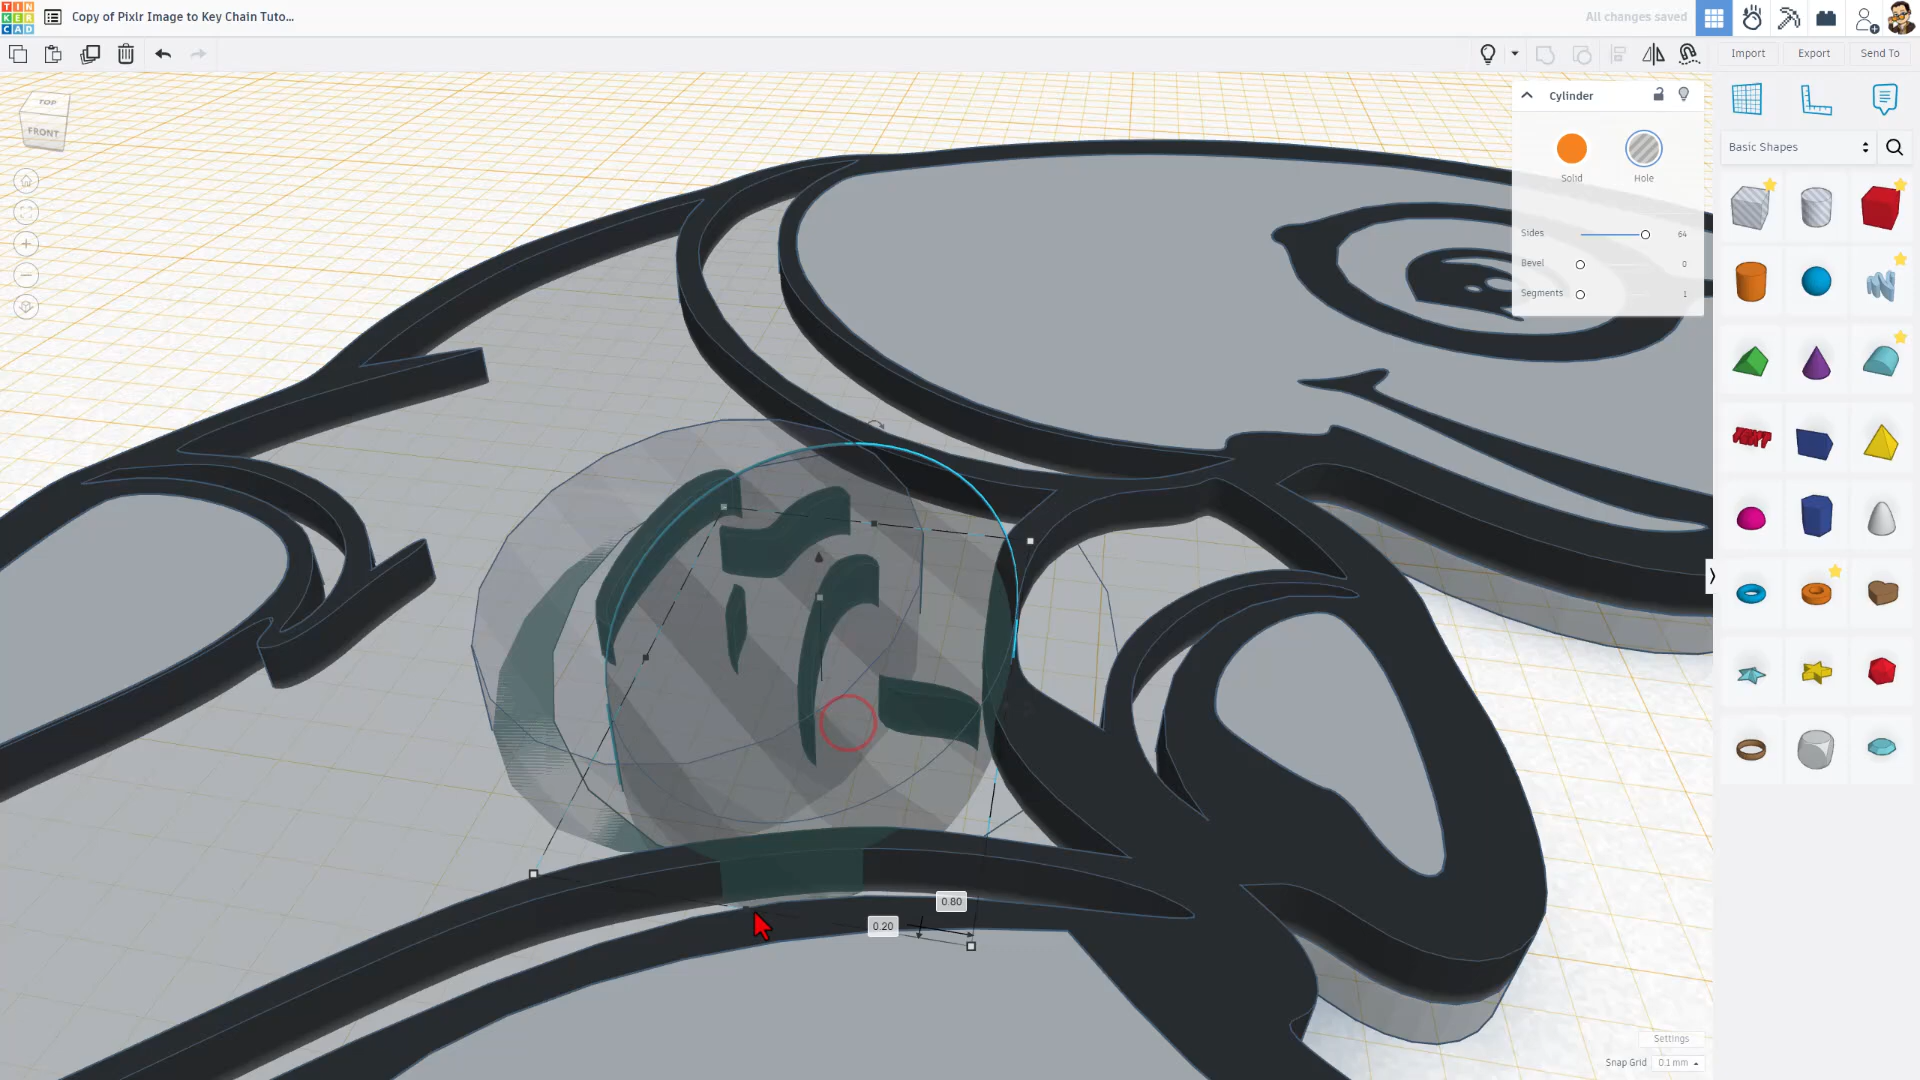 TIN
KER
CAD
Copy of Pixlr Image to Key Chain Tuto...
All changes saved
Import
Export
Send To
TOP
FRONT
Cylinder
Solid
Hole
Sides
64
Bevel
0
Segments
1
Basic Shapes
TEXT
0.80
0.20
Settings
Snap Grid
0.1 mm